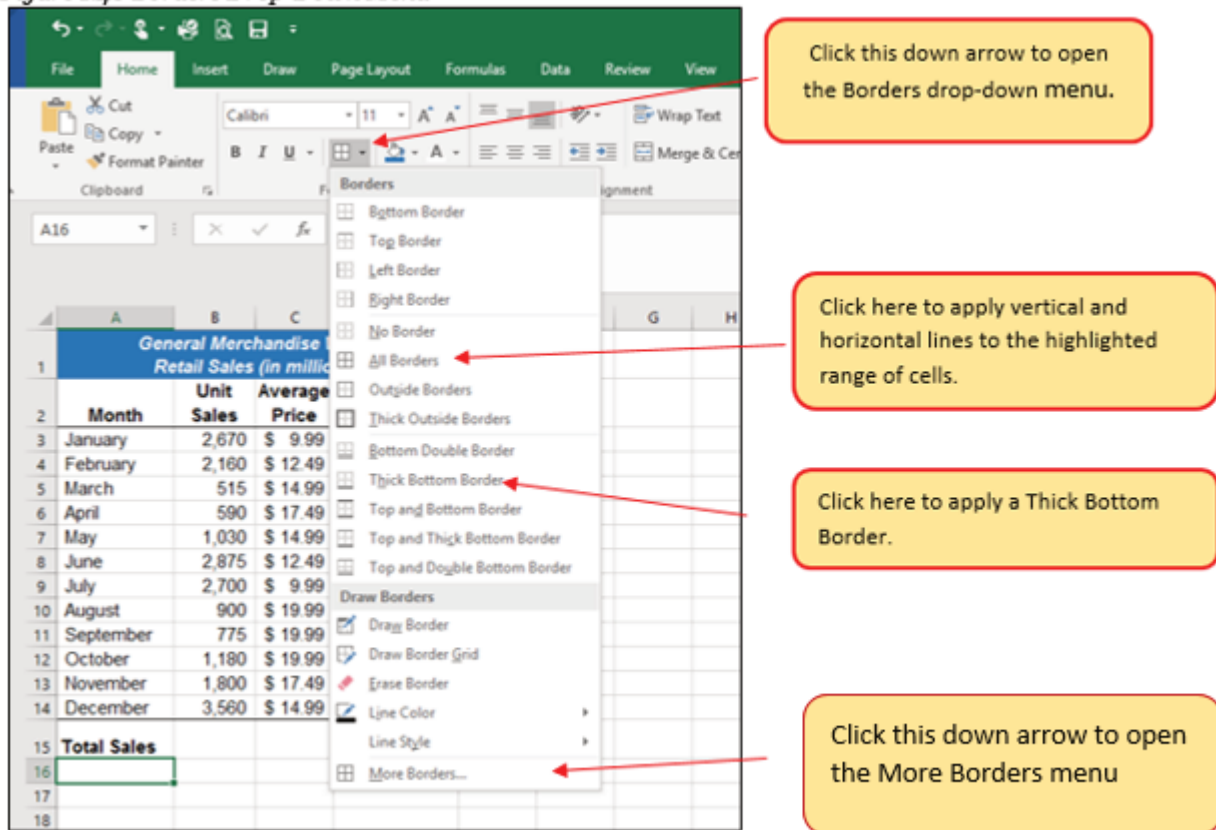 File Home Insert Draw Page Layout Formulas Data Review View
Cut
Copy
Paste
Format Painter
Calibri 11 A A
Wrap Text
B I U A
Merge & Cen
Clipboard
F
ignment
A16
fx
Borders
Bottom Border
Top Border
Left Border
Right Border
No Border
All Borders
Outside Borders
Thick Outside Borders
Bottom Double Border
Thick Bottom Border
Top and Bottom Border
Top and Thick Bottom Border
Top and Double Bottom Border
Draw Borders
Draw Border
Draw Border Grid
Erase Border
Line Color
Line Style
More Borders...
A B C G H
1 General Merchandise
Retail Sales (in millio
2 Month Unit Sales Average Price
3 January 2,670 $ 9.99
4 February 2,160 $ 12.49
5 March 515 $ 14.99
6 April 590 $ 17.49
7 May 1,030 $ 14.99
8 June 2,875 $ 12.49
9 July 2,700 $ 9.99
10 August 900 $ 19.99
11 September 775 $ 19.99
12 October 1,180 $ 19.99
13 November 1,800 $ 17.49
14 December 3,560 $ 14.99
15 Total Sales
16
17
18
Click this down arrow to open
the Borders drop-down menu.
Click here to apply vertical and
horizontal lines to the highlighted
range of cells.
Click here to apply a Thick Bottom
Border.
Click this down arrow to open
the More Borders menu